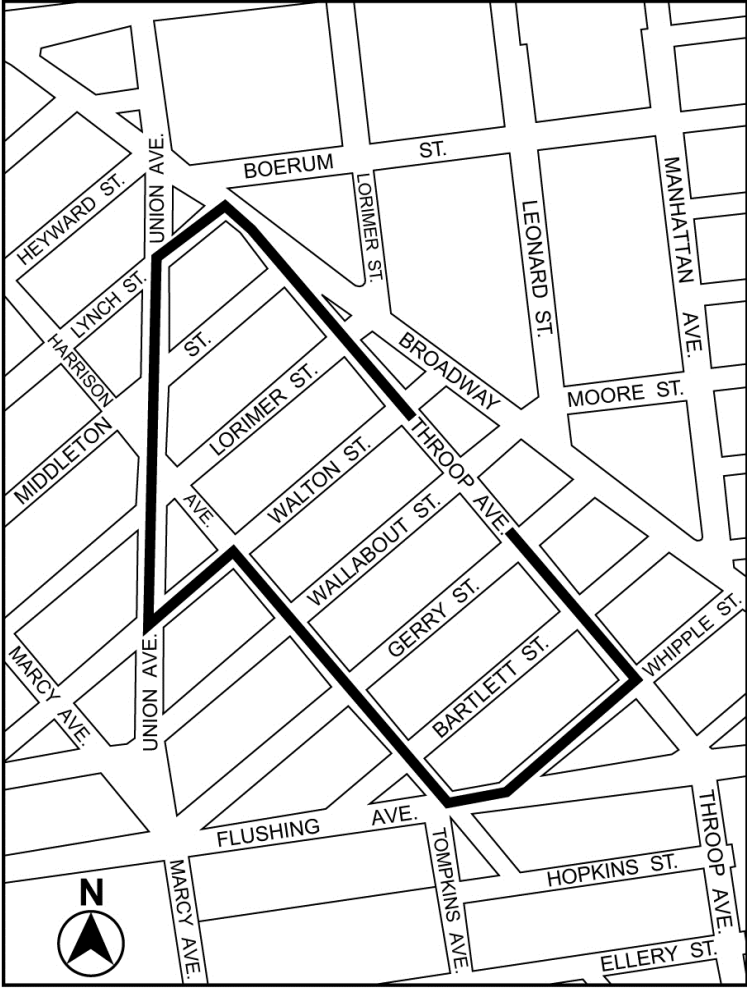 BOERUM ST.
UNION AVE.
HEYWARD ST.
LORIMER ST.
MANHATTAN AVE.
LEONARD ST.
LYNCH ST.
HARRISON AVE.
ST.
BROADWAY
LORIMER ST.
MOORE ST.
MIDDLETON
WALTON ST.
THROOP AVE.
WALLABOUT ST.
GERRY ST.
WHIPPLE ST.
BARTLETT ST.
MARCY AVE.
UNION AVE.
FLUSHING AVE.
THROOP AVE.
TOMPKINS AVE.
HOPKINS ST.
MARCY AVE.
N
ELLERY ST.